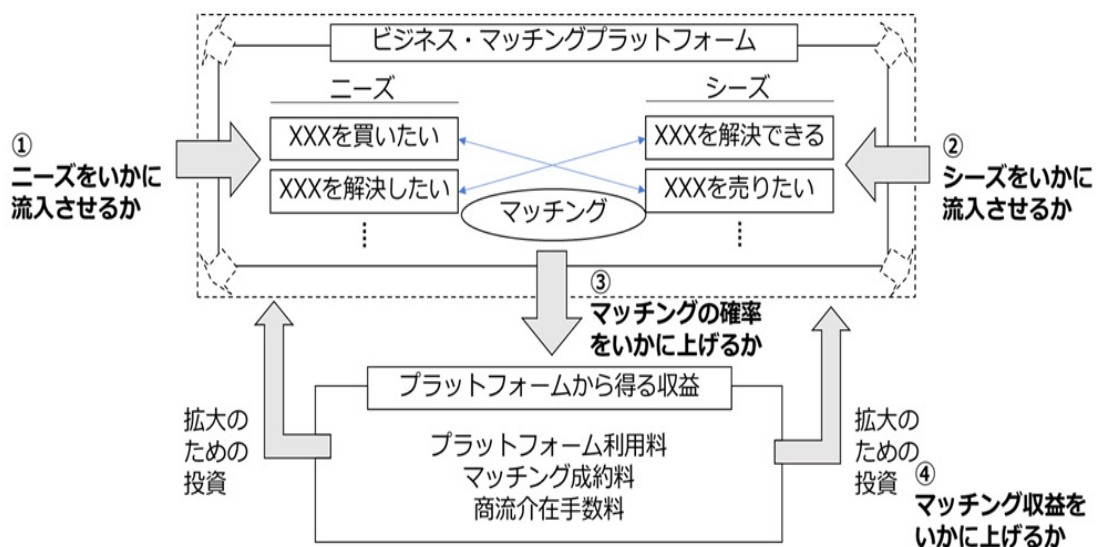 ビジネス・マッチングプラットフォーム
ニーズ
シーズ
XXXを買いたい
XXXを解決できる
XXXを解決したい
XXXを売りたい
マッチング
①
ニーズをいかに
流入させるか
②
シーズをいかに
流入させるか
③
マッチングの確率
をいかに上げるか
プラットフォームから得る収益
プラットフォーム利用料
マッチング成約料
商流介在手数料
拡大の
ための
投資
拡大の
ための
投資
④
マッチング収益を
いかに上げるか